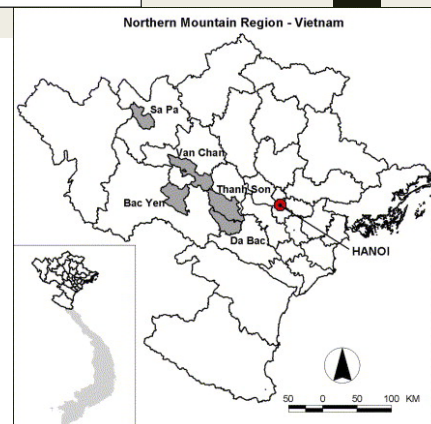 Northern Mountain Region - Vietnam
Sa Pa
Van Chan
Thanh Son
Bac Yen
Da Bac
HANOI
50 0 50 100 KM